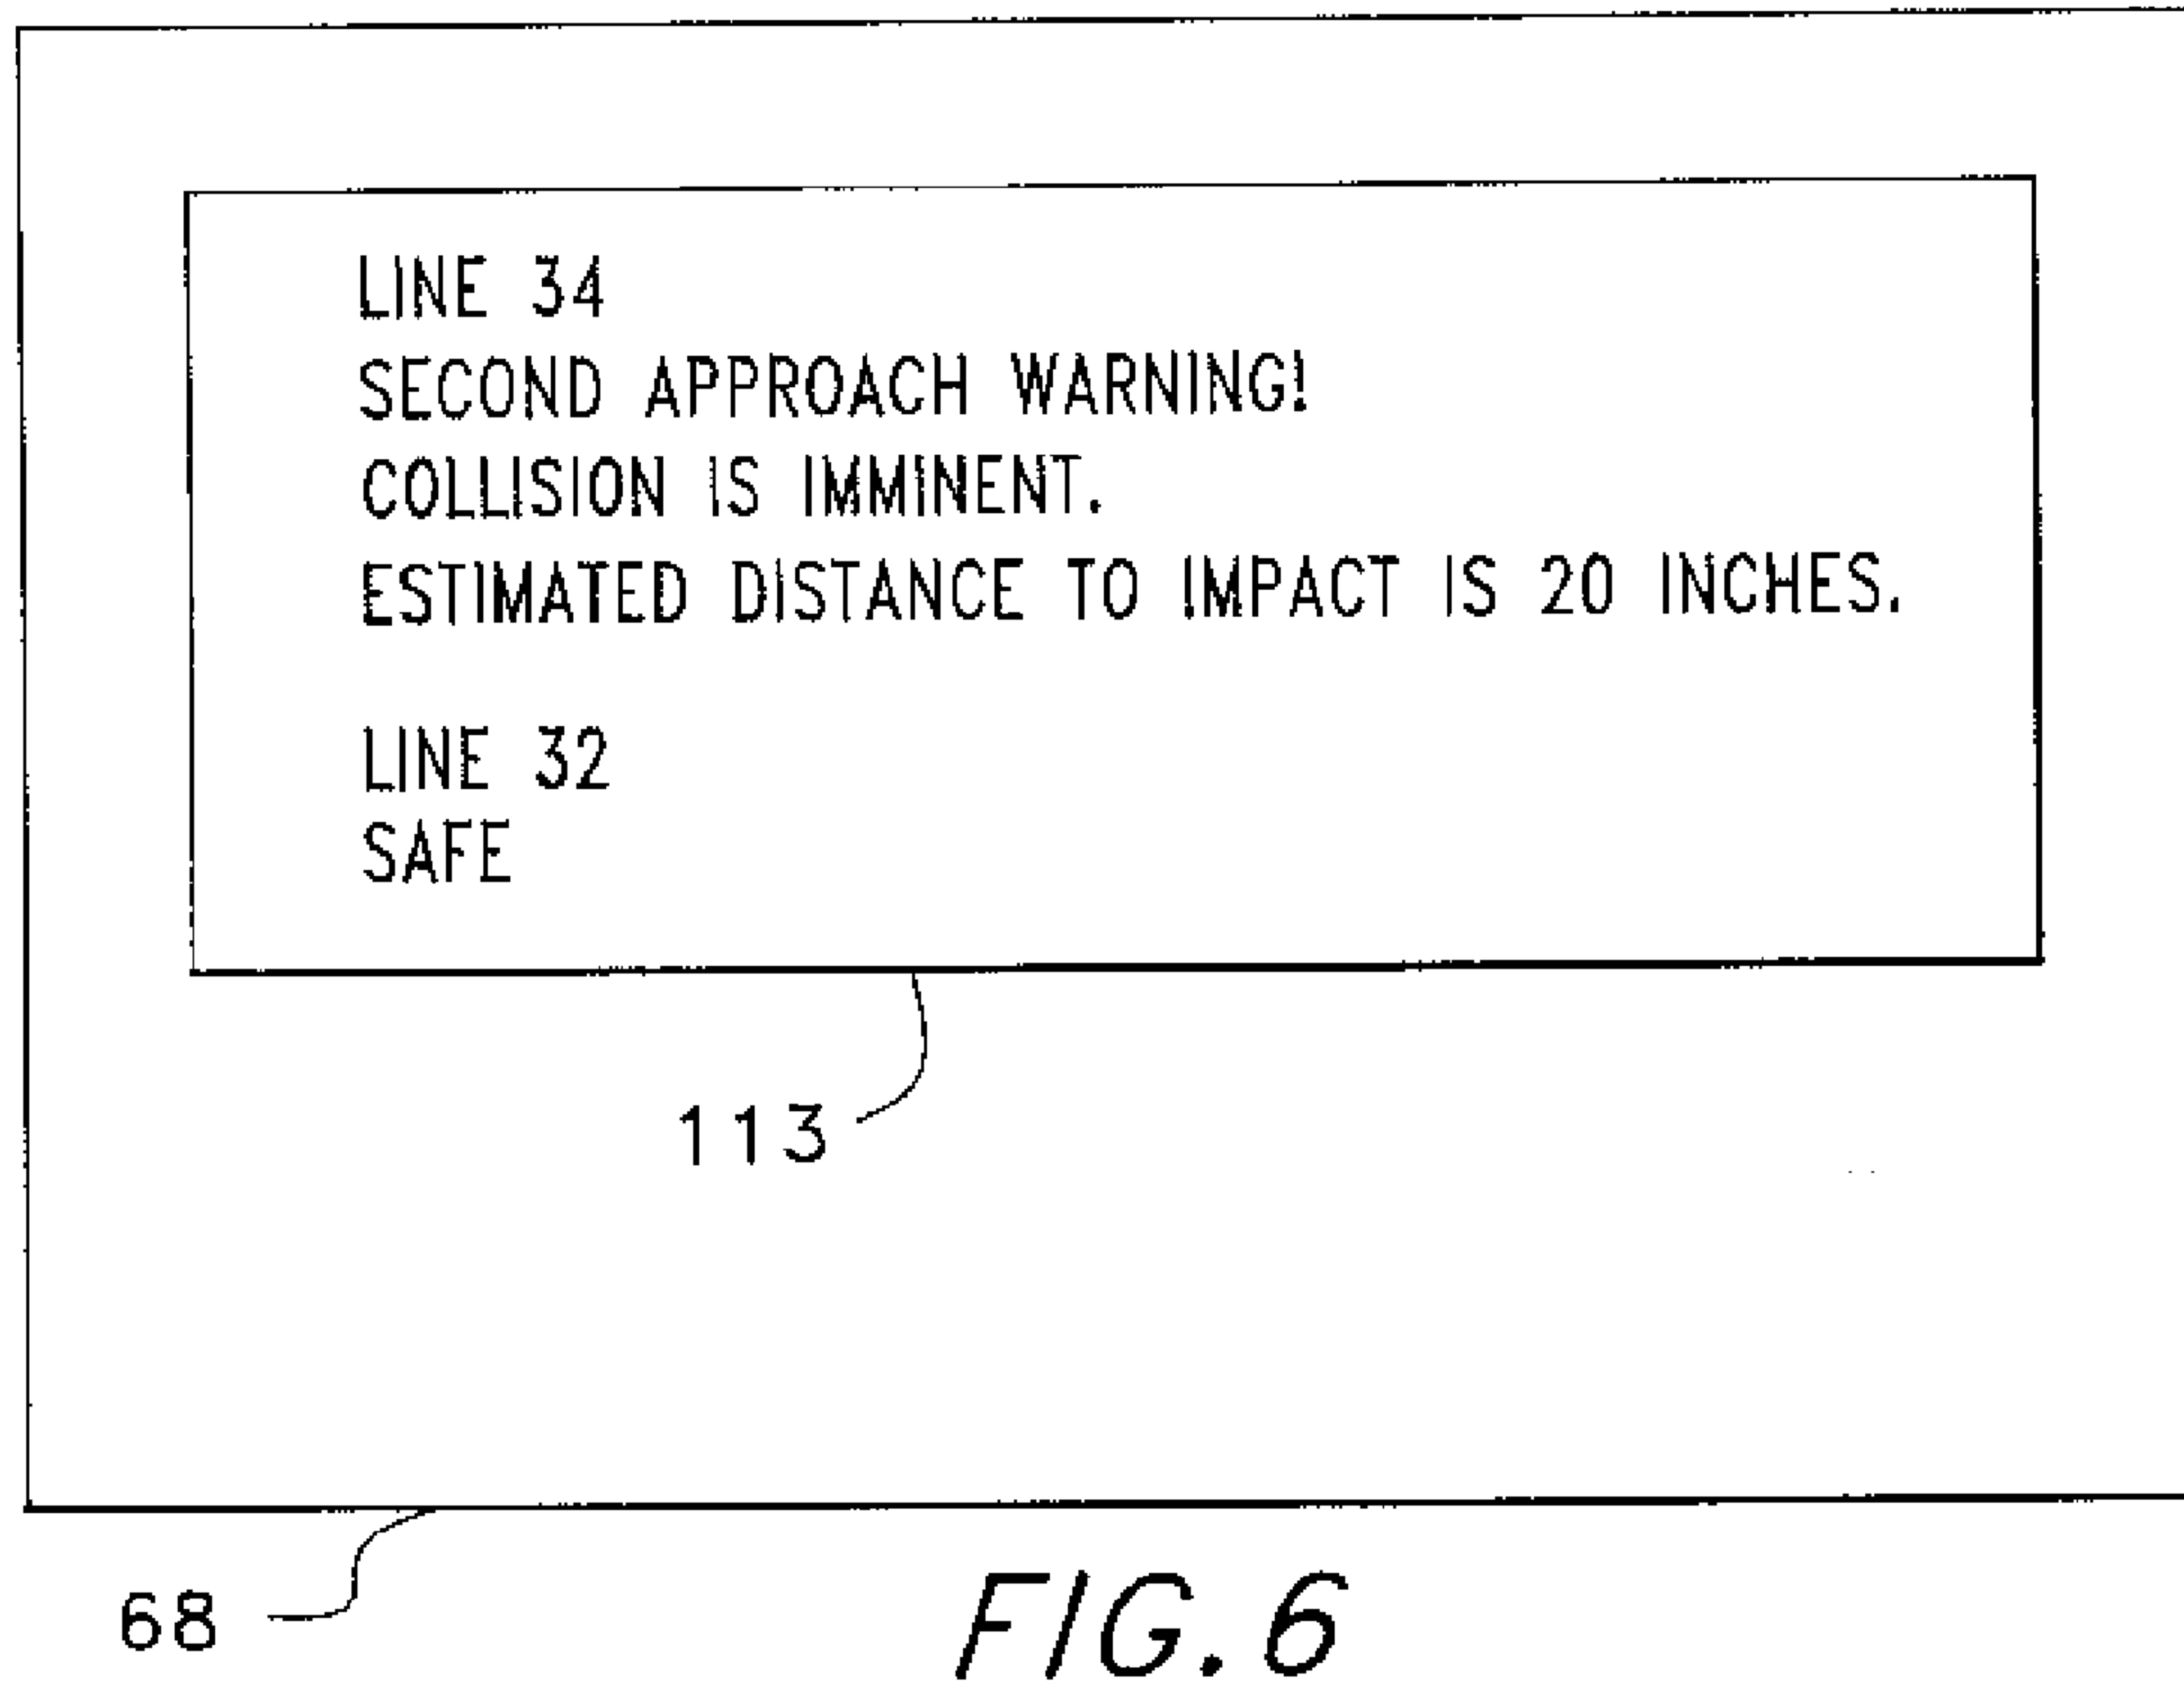 LINE 34
SECOND APPROACH WARNING!
COLLISION IS IMMINENT.
ESTIMATED DISTANCE TO IMPACT IS 20 INCHES.
LINE 32
SAFE
113
68
FIG. 6